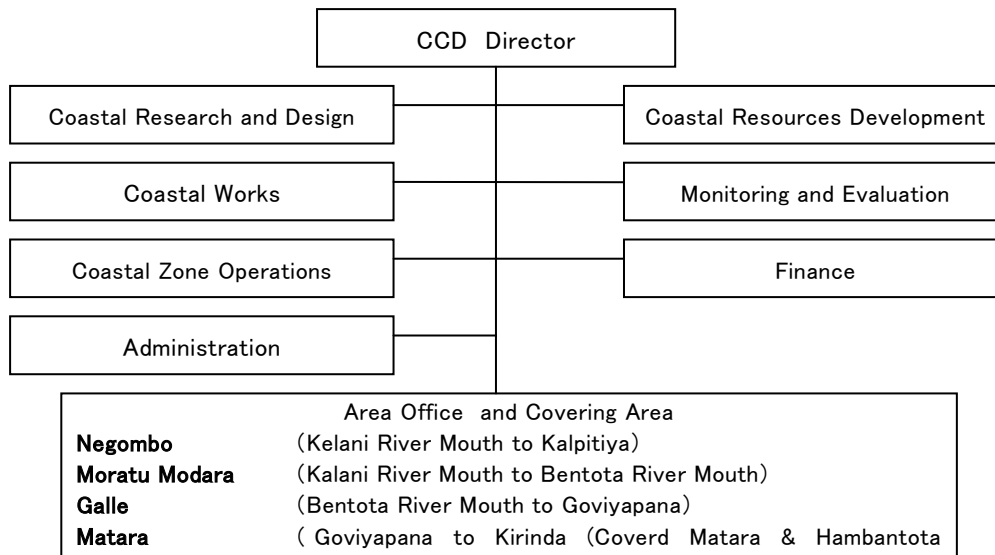 CCD Director
Coastal Research and Design
Coastal Resources Development
Coastal Works
Monitoring and Evaluation
Coastal Zone Operations
Finance
Administration
Area Office and Covering Area
Negombo (Kelani River Mouth to Kalpitiya)
Moratu Modara (Kalani River Mouth to Bentota River Mouth)
Galle (Bentota River Mouth to Goviyapana)
Matara ( Goviyapana to Kirinda (Coverd Matara & Hambantota